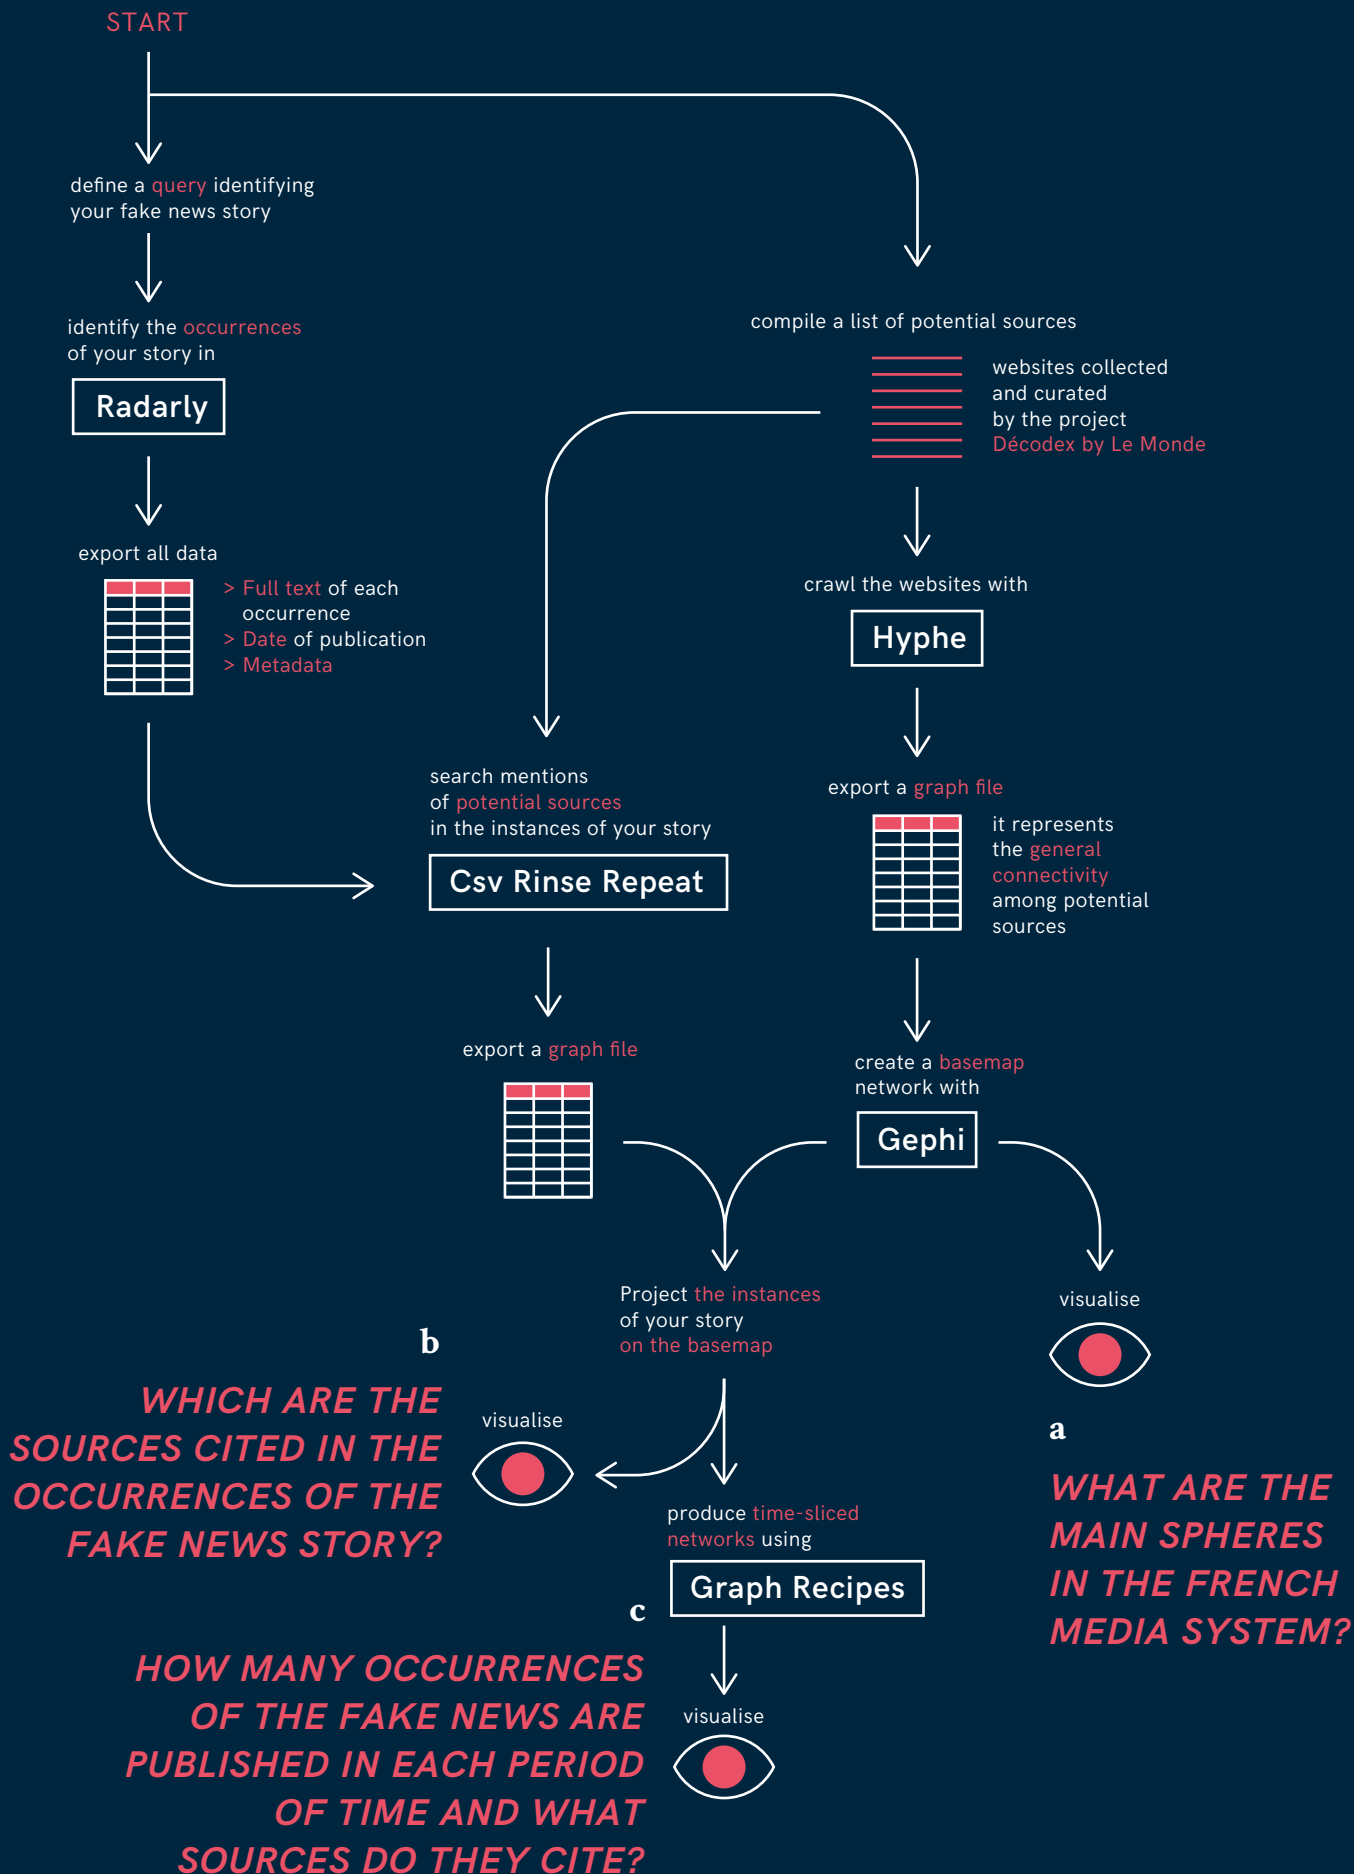 START
define a query identifying
your fake news story
identify the occurrences
of your story in
Radarly
export all data
> Full text of each
occurrence
> Date of publication
> Metadata
compile a list of potential sources
websites collected
and curated
by the project
Décodex by Le Monde
crawl the websites with
Hyphe
search mentions
of potential sources
in the instances of your story
Csv Rinse Repeat
export a graph file
it represents
the general
connectivity
among potential
sources
export a graph file
create a basemap
network with
Gephi
Project the instances
of your story
on the basemap
visualise
a
WHAT ARE THE
MAIN SPHERES
IN THE FRENCH
MEDIA SYSTEM?
b
WHICH ARE THE
SOURCES CITED IN THE
OCCURRENCES OF THE
FAKE NEWS STORY?
visualise
produce time-sliced
networks using
Graph Recipes
c
HOW MANY OCCURRENCES
OF THE FAKE NEWS ARE
PUBLISHED IN EACH PERIOD
OF TIME AND WHAT
SOURCES DO THEY CITE?
visualise